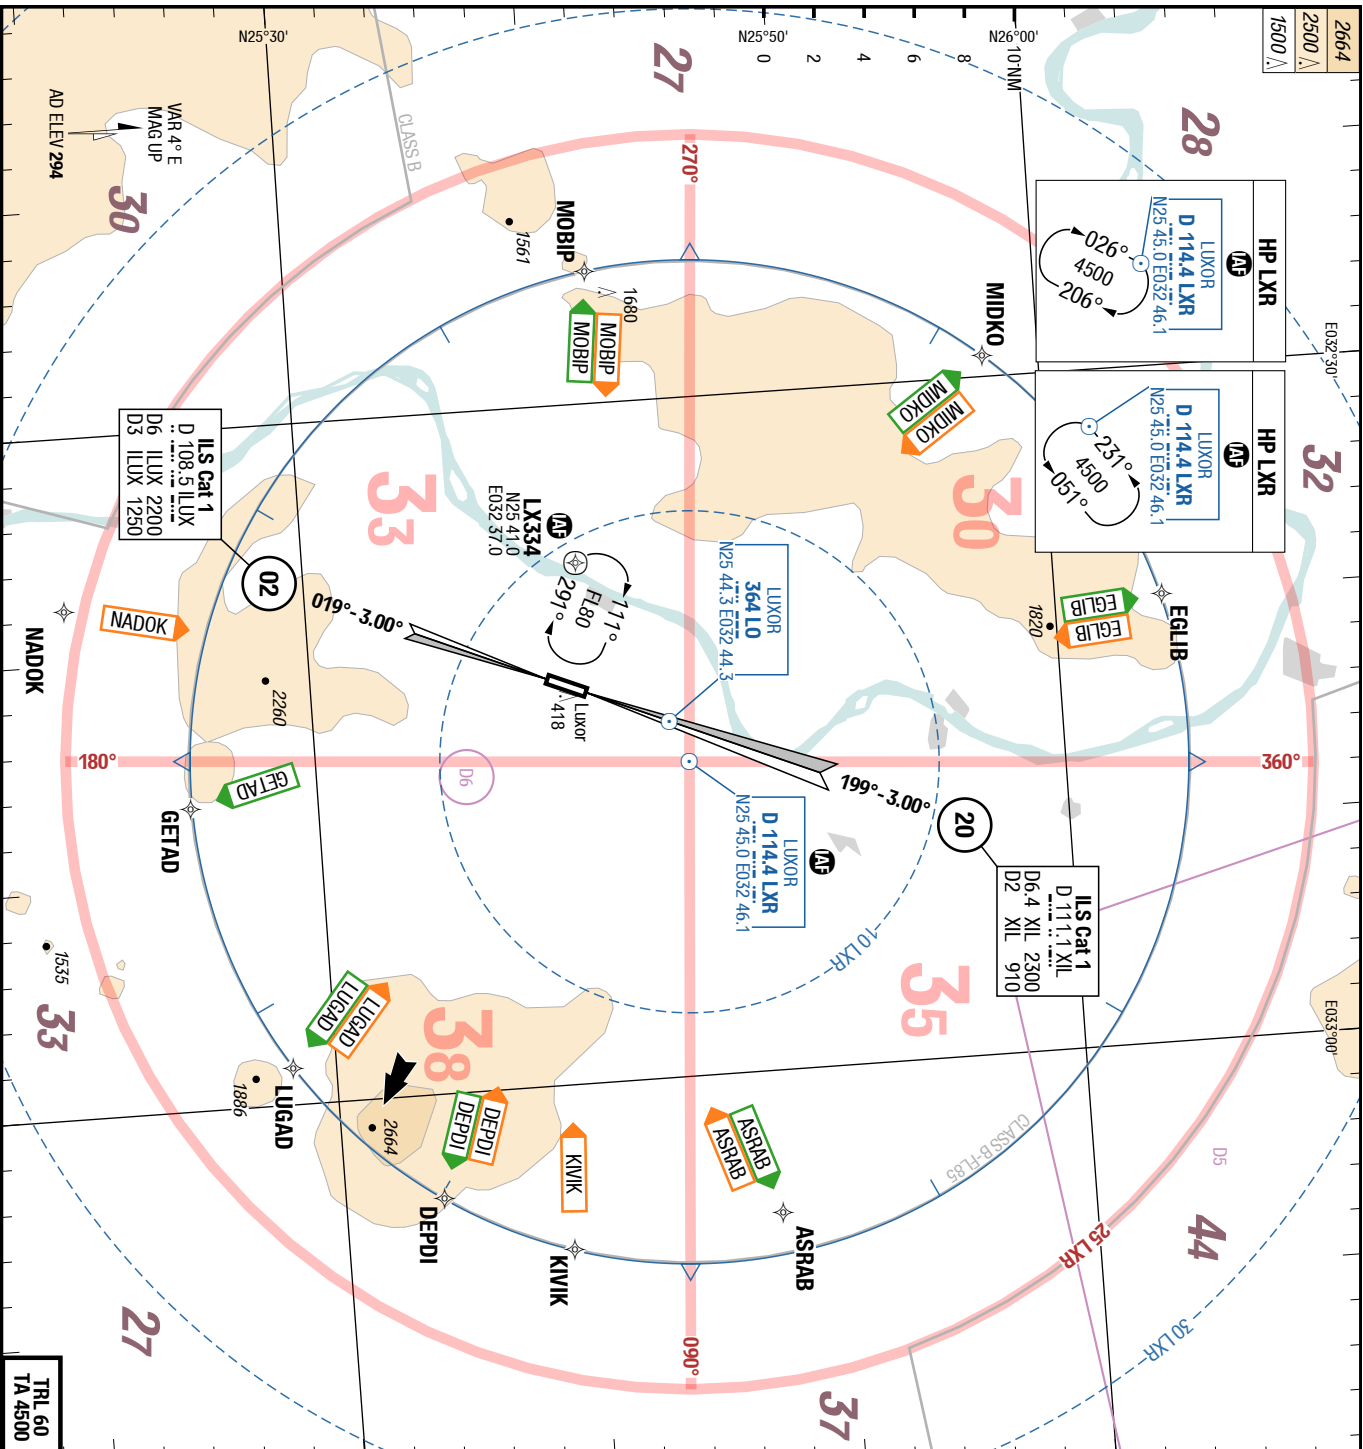 2664
2500
1500
N25°30'
N25°50'
N26°00'
0
2
4
6
8
10 NM
27
28
30
32
33
30
33
35
38
44
33
27
37
VAR 4° E
MAG UP
AD ELEV 294
CLASS B
270°
360°
180°
090°
HP LXR
IAF
LUXOR
D 114.4 LXR
N25 45.0 E032 46.1
026°
4500
206°
HP LXR
IAF
LUXOR
D 114.4 LXR
N25 45.0 E032 46.1
231°
4500
051°
E032°30'
E033°00'
MOBIP
1561
1680
MOBIP
MOBIP
MIDKO
MIDKO
MIDKO
EGLIB
EGLIB
EGLIB
1820
ILS Cat 1
D 108.5 ILUX
D6 ILUX 2200
D3 ILUX 1250
02
019°-3.00°
IAF
LX334
N25 41.0
E032 37.0
111°
FL80
291°
LUXOR
364 LO
N25 44.3 E032 44.3
Luxor
418
NADOK
NADOK
2260
GETAD
GETAD
D6
199°-3.00°
20
IAF
LUXOR
D 114.4 LXR
N25 45.0 E032 46.1
ILS Cat 1
D 111.1 XIL
D6.4 XIL 2300
D2 XIL 910
10 LXR
1535
LUGAD
LUGAD
LUGAD
1886
2664
DEPDI
DEPDI
DEPDI
KIVIK
KIVIK
ASRAB
ASRAB
ASRAB
CLASS B-FL85
D5
25 LXR
30 LXR
TRL 60
TA 4500